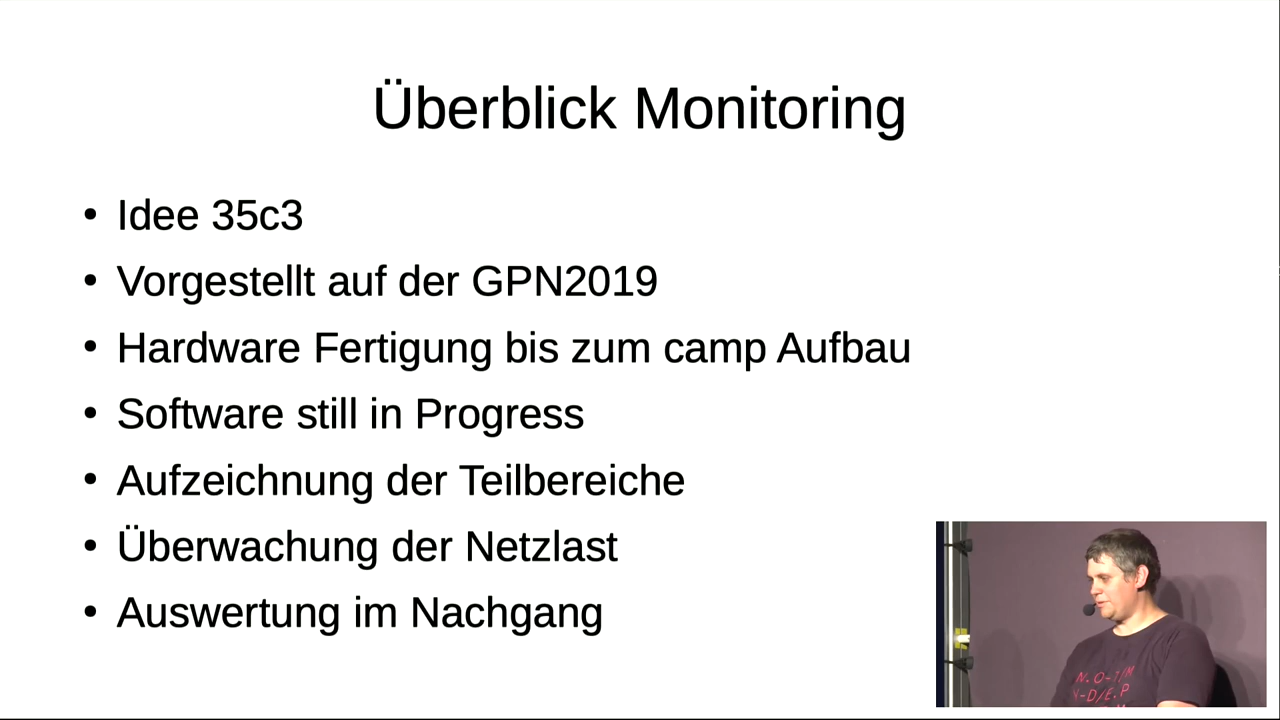 Überblick Monitoring
• Idee 35c3
• Vorgestellt auf der GPN2019
• Hardware Fertigung bis zum camp Aufbau
• Software still in Progress
• Aufzeichnung der Teilbereiche
• Überwachung der Netzlast
• Auswertung im Nachgang